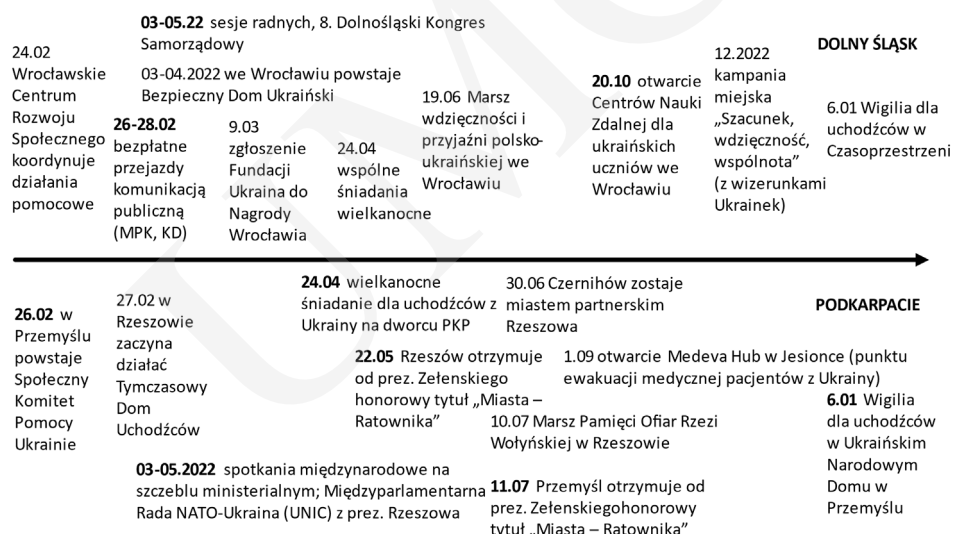 03-05.22 sesje radnych, 8. Dolnośląski Kongres
Samorządowy
DOLNY ŚLĄSK
24.02
Wrocławskie
Centrum
Rozwoju
Społecznego
koordynuje
działania
pomocowe
03-04.2022 we Wrocławiu powstaje
Bezpieczny Dom Ukraiński
26-28.02
bezpłatne
przejazdy
komunikacją
publiczną
(MPK, KD)
9.03
zgłoszenie
Fundacji
Ukraina do
Nagrody
Wrocławia
24.04
wspólne
śniadania
wielkanocne
19.06 Marsz
wdzięczności i
przyjaźni polsko-
ukraińskiej we
Wrocławiu
20.10 otwarcie
Centrów Nauki
Zdalnej dla
ukraińskich
uczniów we
Wrocławiu
12.2022
kampania
miejska
„Szacunek,
wdzięczność,
wspólnota”
(z wizerunkami
Ukrainek)
6.01 Wigilia dla
uchodźców w
Czasoprzestrzeni
PODKARPACIE
26.02 w
Przemyślu
powstaje
Społeczny
Komitet
Pomocy
Ukrainie
27.02 w
Rzeszowie
zaczyna
działać
Tymczasowy
Dom
Uchodźców
24.04 wielkanocne
śniadanie dla uchodźców z
Ukrainy na dworcu PKP
30.06 Czernihów zostaje
miastem partnerskim
Rzeszowa
22.05 Rzeszów otrzymuje
od prez. Zełenskiego
honorowy tytuł „Miasta –
Ratownika”
1.09 otwarcie Medeva Hub w Jesionce (punktu
ewakuacji medycznej pacjentów z Ukrainy)
10.07 Marsz Pamięci Ofiar Rzezi
Wołyńskiej w Rzeszowie
6.01 Wigilia
dla uchodźców
w Ukraińskim
Narodowym
Domu w
Przemyślu
03-05.2022 spotkania międzynarodowe na
szczeblu ministerialnym; Międzyparlamentarna
Rada NATO-Ukraina (UNIC) z prez. Rzeszowa
11.07 Przemyśl otrzymuje od
prez. Zełenskiegohonorowy
tytuł „Miasta – Ratownika”